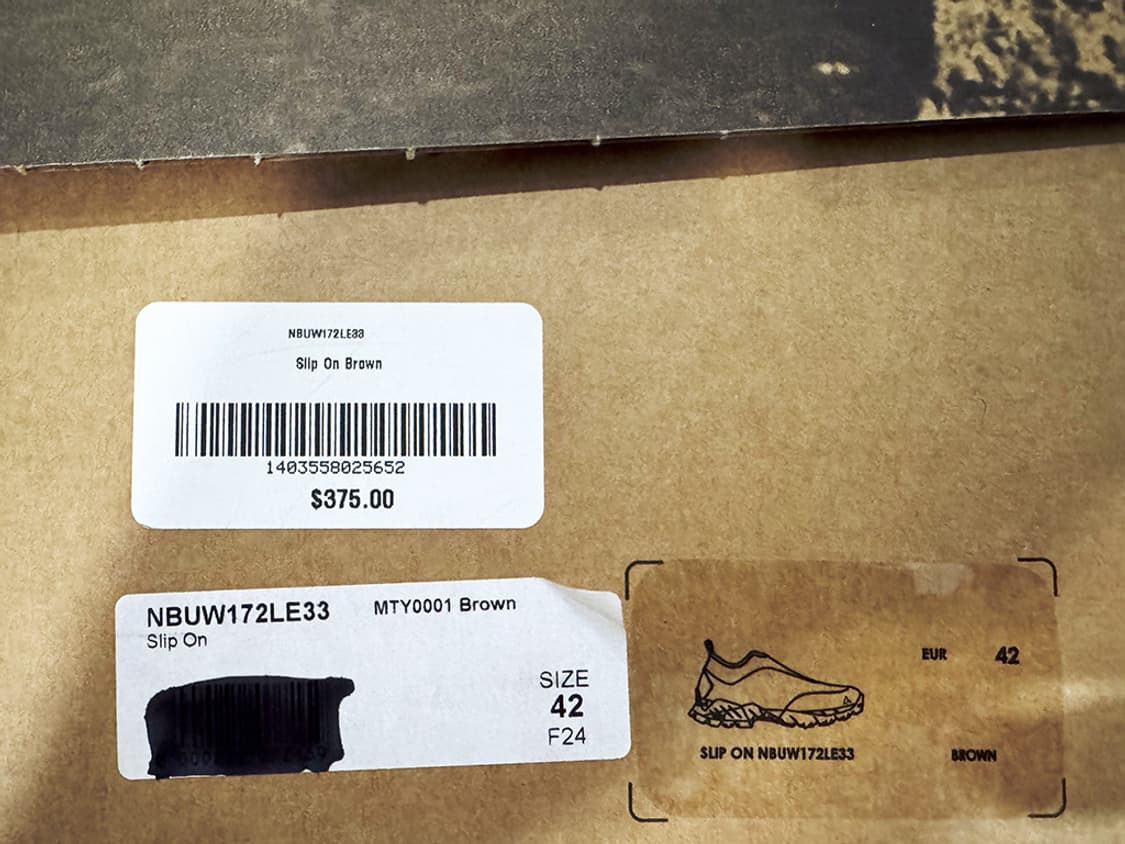 NBUW172LE33
Slip On Brown
1403558025652
$375.00
NBUW172LE33 MTY0001 Brown
Slip On
SIZE
42
F24
EUR 42
SLIP ON NBUW172LE33 BROWN